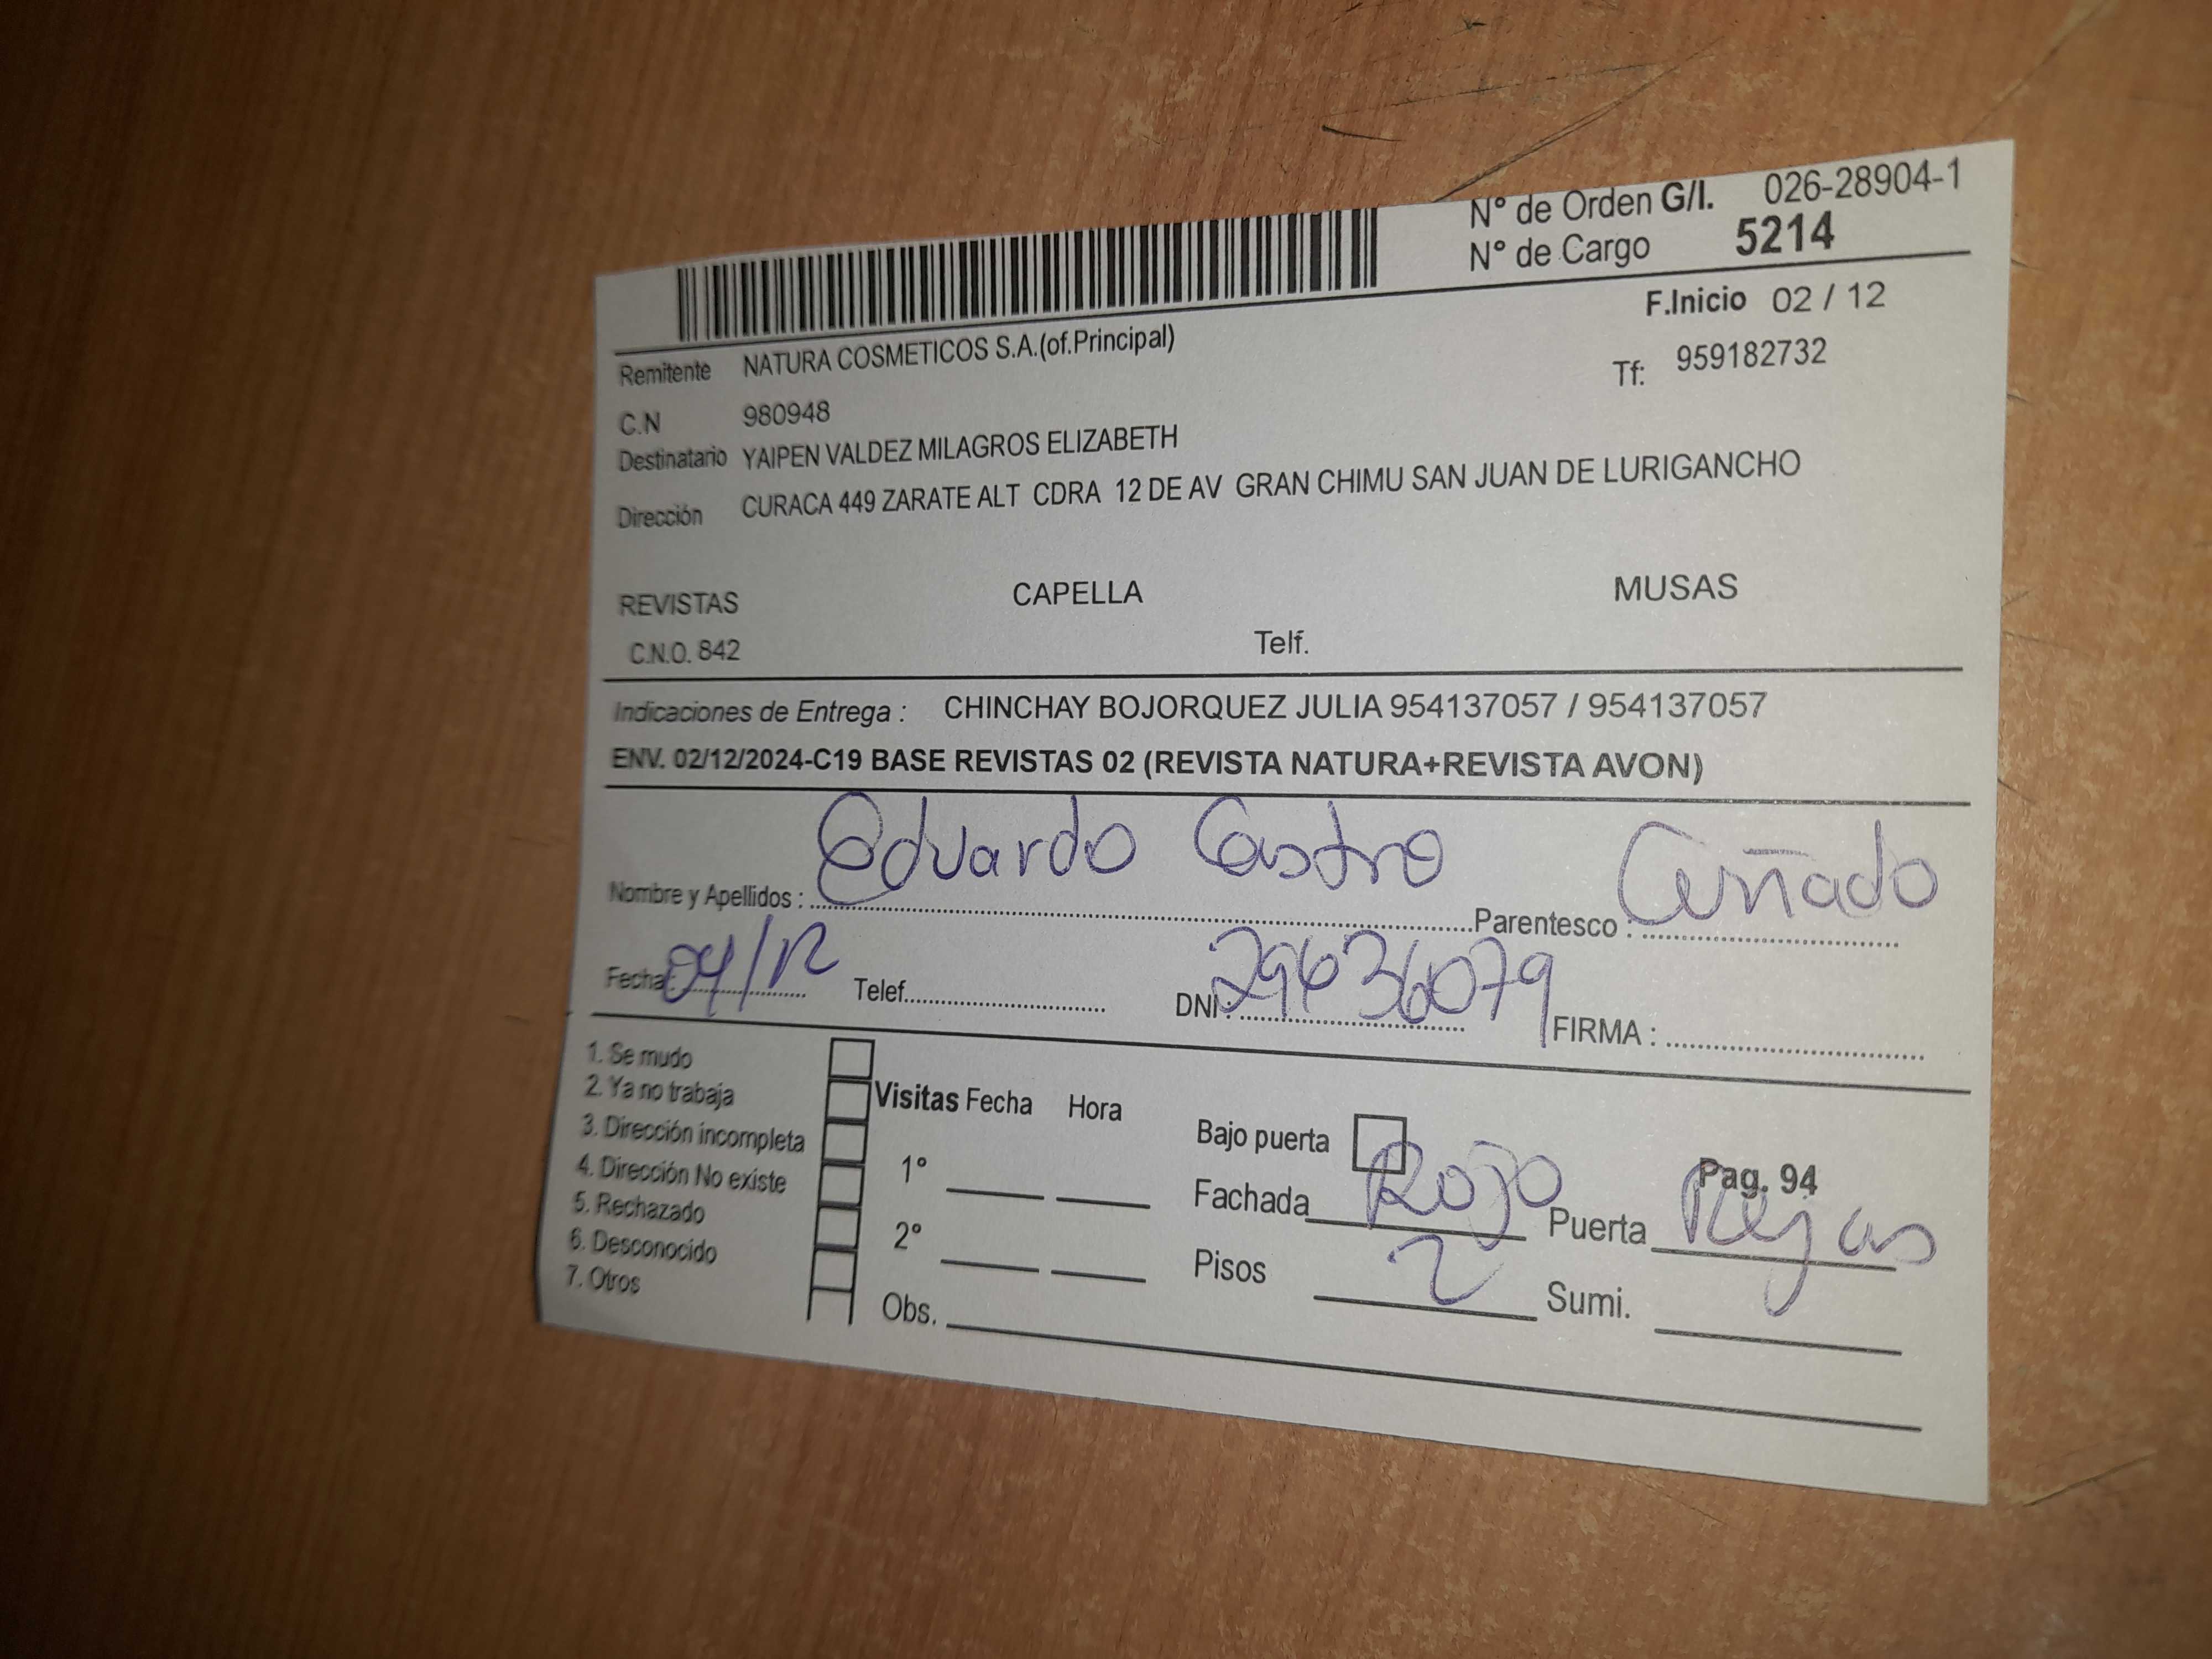 N° de Orden G/I. 026-28904-1
N° de Cargo 5214
F.Inicio 02 / 12
Remitente NATURA COSMETICOS S.A.(of.Principal)
Tf: 959182732
C.N 980948
Destinatario YAIPEN VALDEZ MILAGROS ELIZABETH
Dirección CURACA 449 ZARATE ALT CDRA 12 DE AV GRAN CHIMU SAN JUAN DE LURIGANCHO
REVISTAS CAPELLA MUSAS
C.N.O. 842 Telf.
Indicaciones de Entrega : CHINCHAY BOJORQUEZ JULIA 954137057 / 954137057
ENV. 02/12/2024-C19 BASE REVISTAS 02 (REVISTA NATURA+REVISTA AVON)
Nombre y Apellidos : Eduardo Castro Parentesco : Cuñado
Fecha : 04/12 Telef. DNI : 29436079 FIRMA :
1. Se mudo
2. Ya no trabaja
3. Dirección incompleta
4. Dirección No existe
5. Rechazado
6. Desconocido
7. Otros
Visitas Fecha Hora
1°
2°
Obs.
Bajo puerta Pag. 94
Fachada Rojo Puerta Rejas
Pisos 2 Sumi.